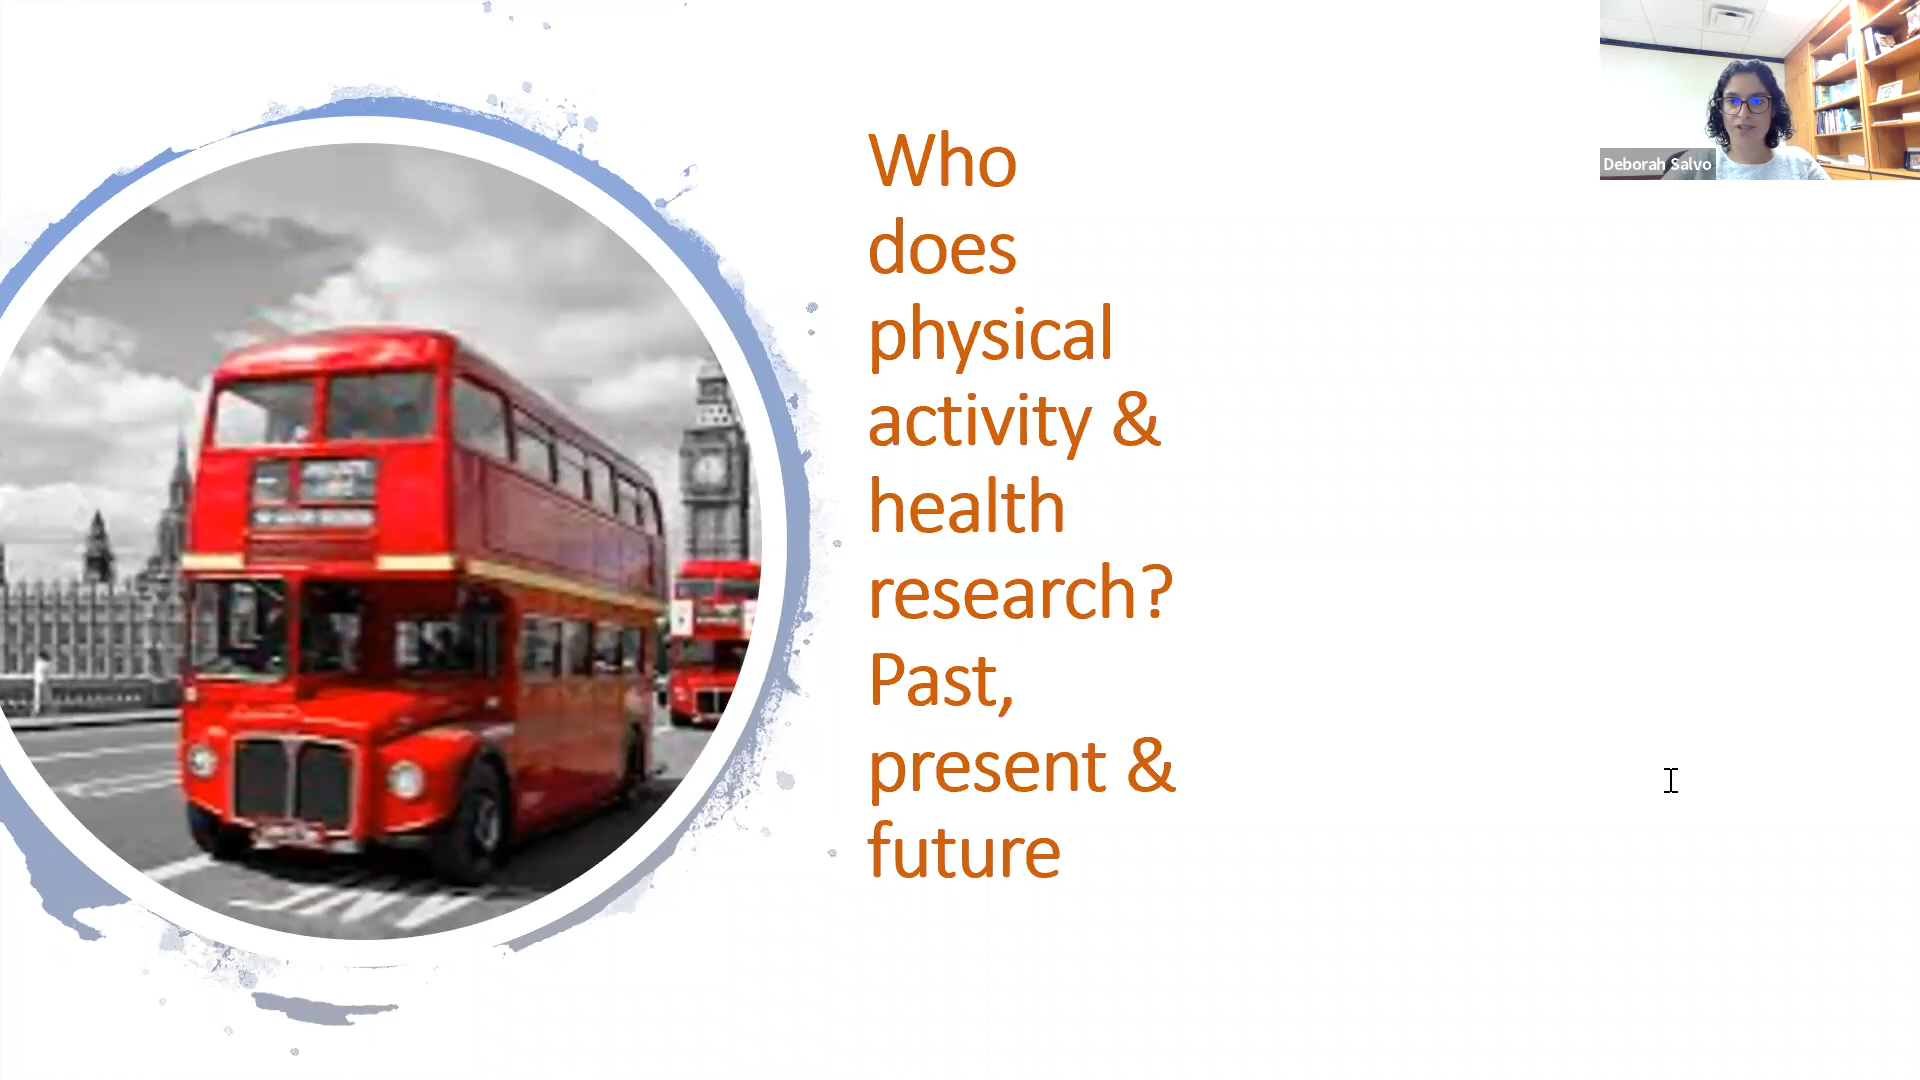 Who
does
physical
activity &
health
research?
Past,
present &
future
Deborah Salvo